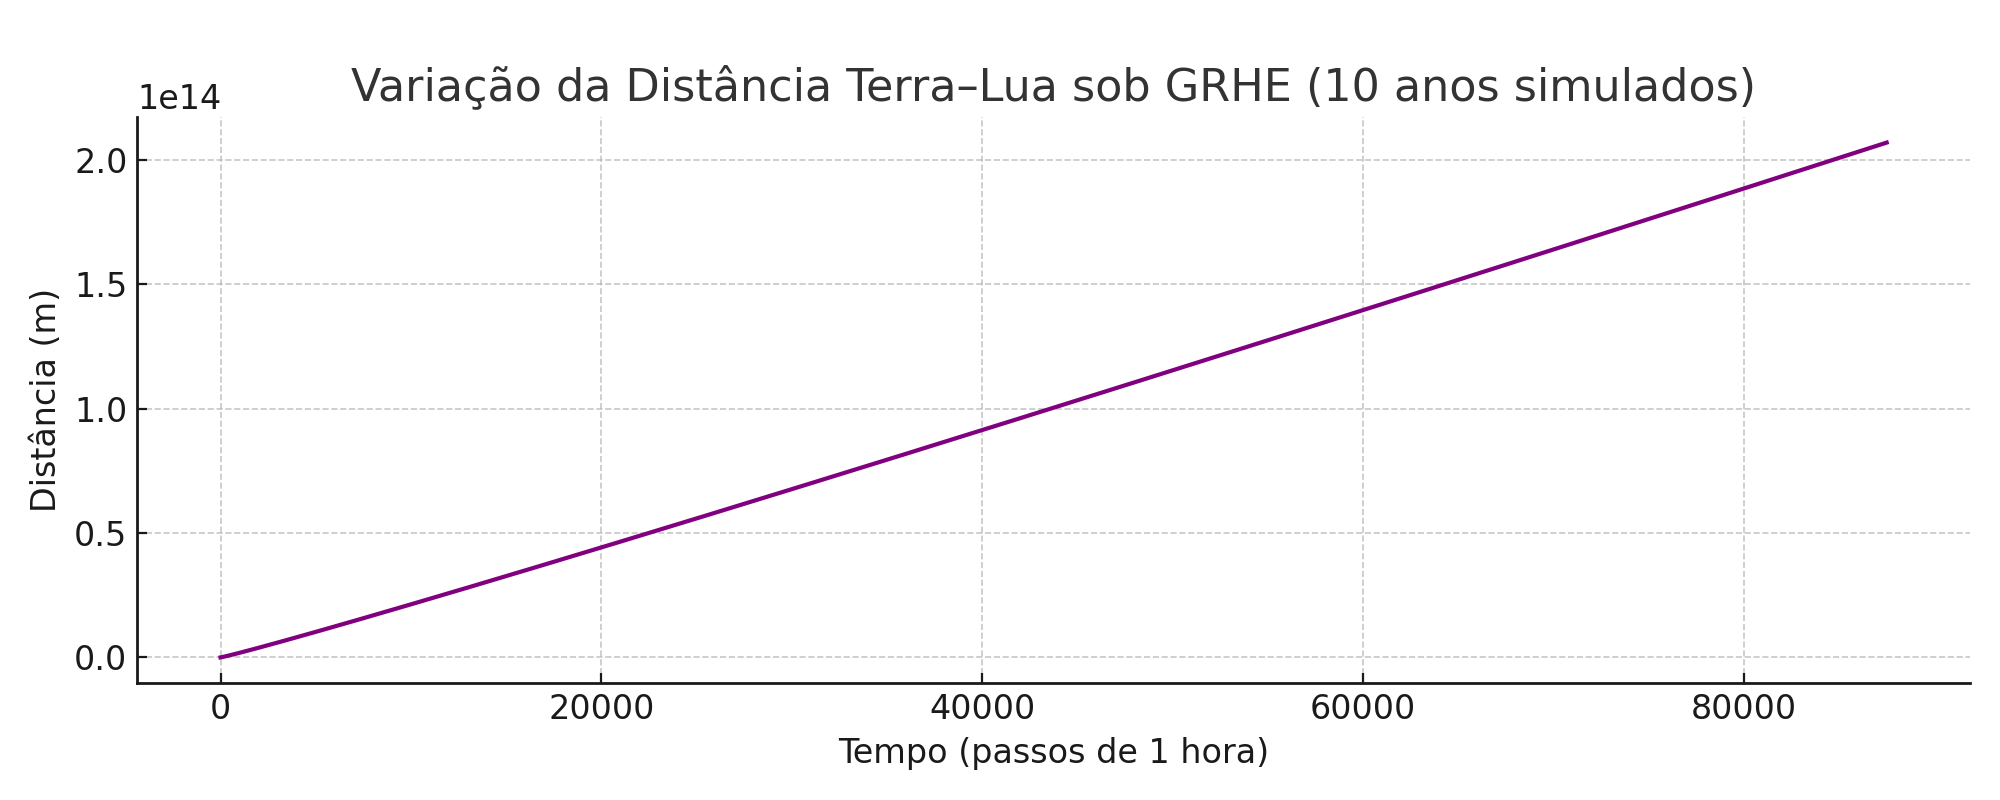 Variação da Distância Terra–Lua sob GRHE (10 anos simulados)
1e14
2.0
1.5
1.0
0.5
0.0
Distância (m)
0 20000 40000 60000 80000
Tempo (passos de 1 hora)